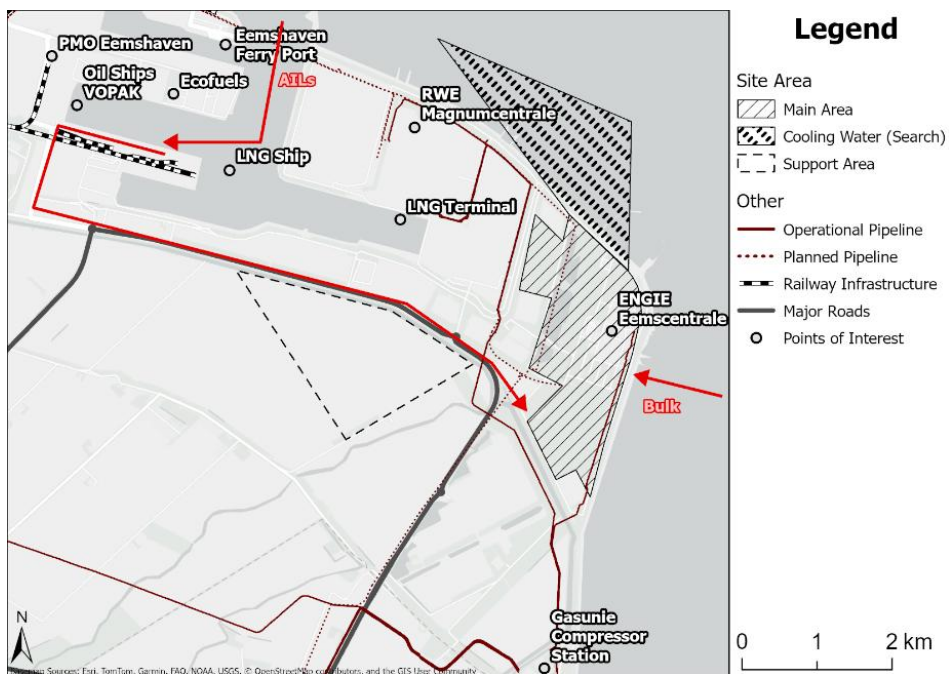 PMO Eemshaven
Eemshaven
Ferry Port
Oil Ships
VOPAK
Ecofuels
AILs
RWE
Magnumcentrale
LNG Ship
LNG Terminal
ENGIE
Eemscentrale
Bulk
Gasunie
Compressor
Station
N
Sources: Esri, TomTom, Garmin, FAO, NOAA, USGS, © OpenStreetMap contributors, and the GIS User Community
Legend
Site Area
Main Area
Cooling Water (Search)
Support Area
Other
Operational Pipeline
Planned Pipeline
Railway Infrastructure
Major Roads
Points of Interest
0 1 2 km